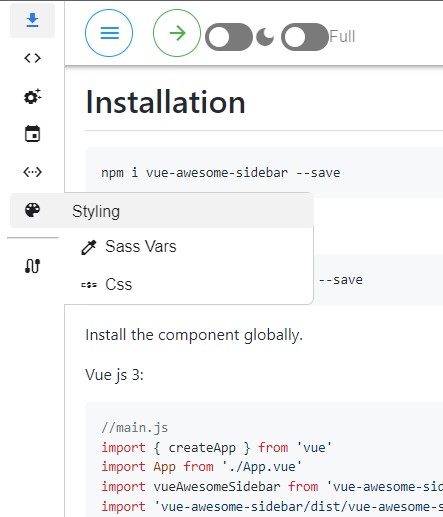 Full
Installation
npm i vue-awesome-sidebar --save
Styling
Sass Vars
Css
--save
Install the component globally.
Vue js 3:
//main.js
import { createApp } from 'vue'
import App from './App.vue'
import vueAwesomeSidebar from 'vue-awesome-sid
import 'vue-awesome-sidebar/dist/vue-awesome-s